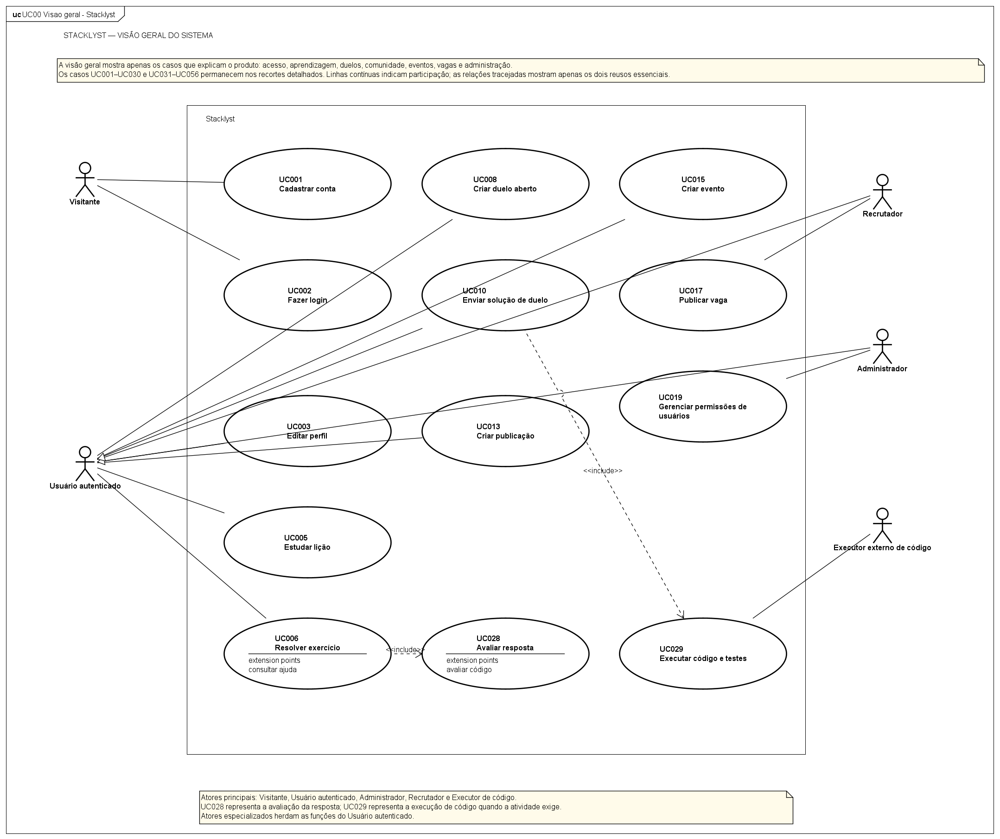 uc UC00 Visao geral - Stacklyst
STACKLYST — VISÃO GERAL DO SISTEMA
A visão geral mostra apenas os casos que explicam o produto: acesso, aprendizagem, duelos, comunidade, eventos, vagas e administração.
Os casos UC001–UC030 e UC031–UC056 permanecem nos recortes detalhados. Linhas contínuas indicam participação; as relações tracejadas mostram apenas os dois reusos essenciais.
Stacklyst
Visitante
UC001
Cadastrar conta
UC008
Criar duelo aberto
UC015
Criar evento
Recrutador
UC002
Fazer login
UC010
Enviar solução de duelo
UC017
Publicar vaga
Administrador
UC019
Gerenciar permissões de
usuários
UC003
Editar perfil
UC013
Criar publicação
<<include>>
Usuário autenticado
UC005
Estudar lição
Executor externo de código
UC006
Resolver exercício
extension points
consultar ajuda
<<include>>
UC028
Avaliar resposta
extension points
avaliar código
UC029
Executar código e testes
Atores principais: Visitante, Usuário autenticado, Administrador, Recrutador e Executor de código.
UC028 representa a avaliação da resposta; UC029 representa a execução de código quando a atividade exige.
Atores especializados herdam as funções do Usuário autenticado.